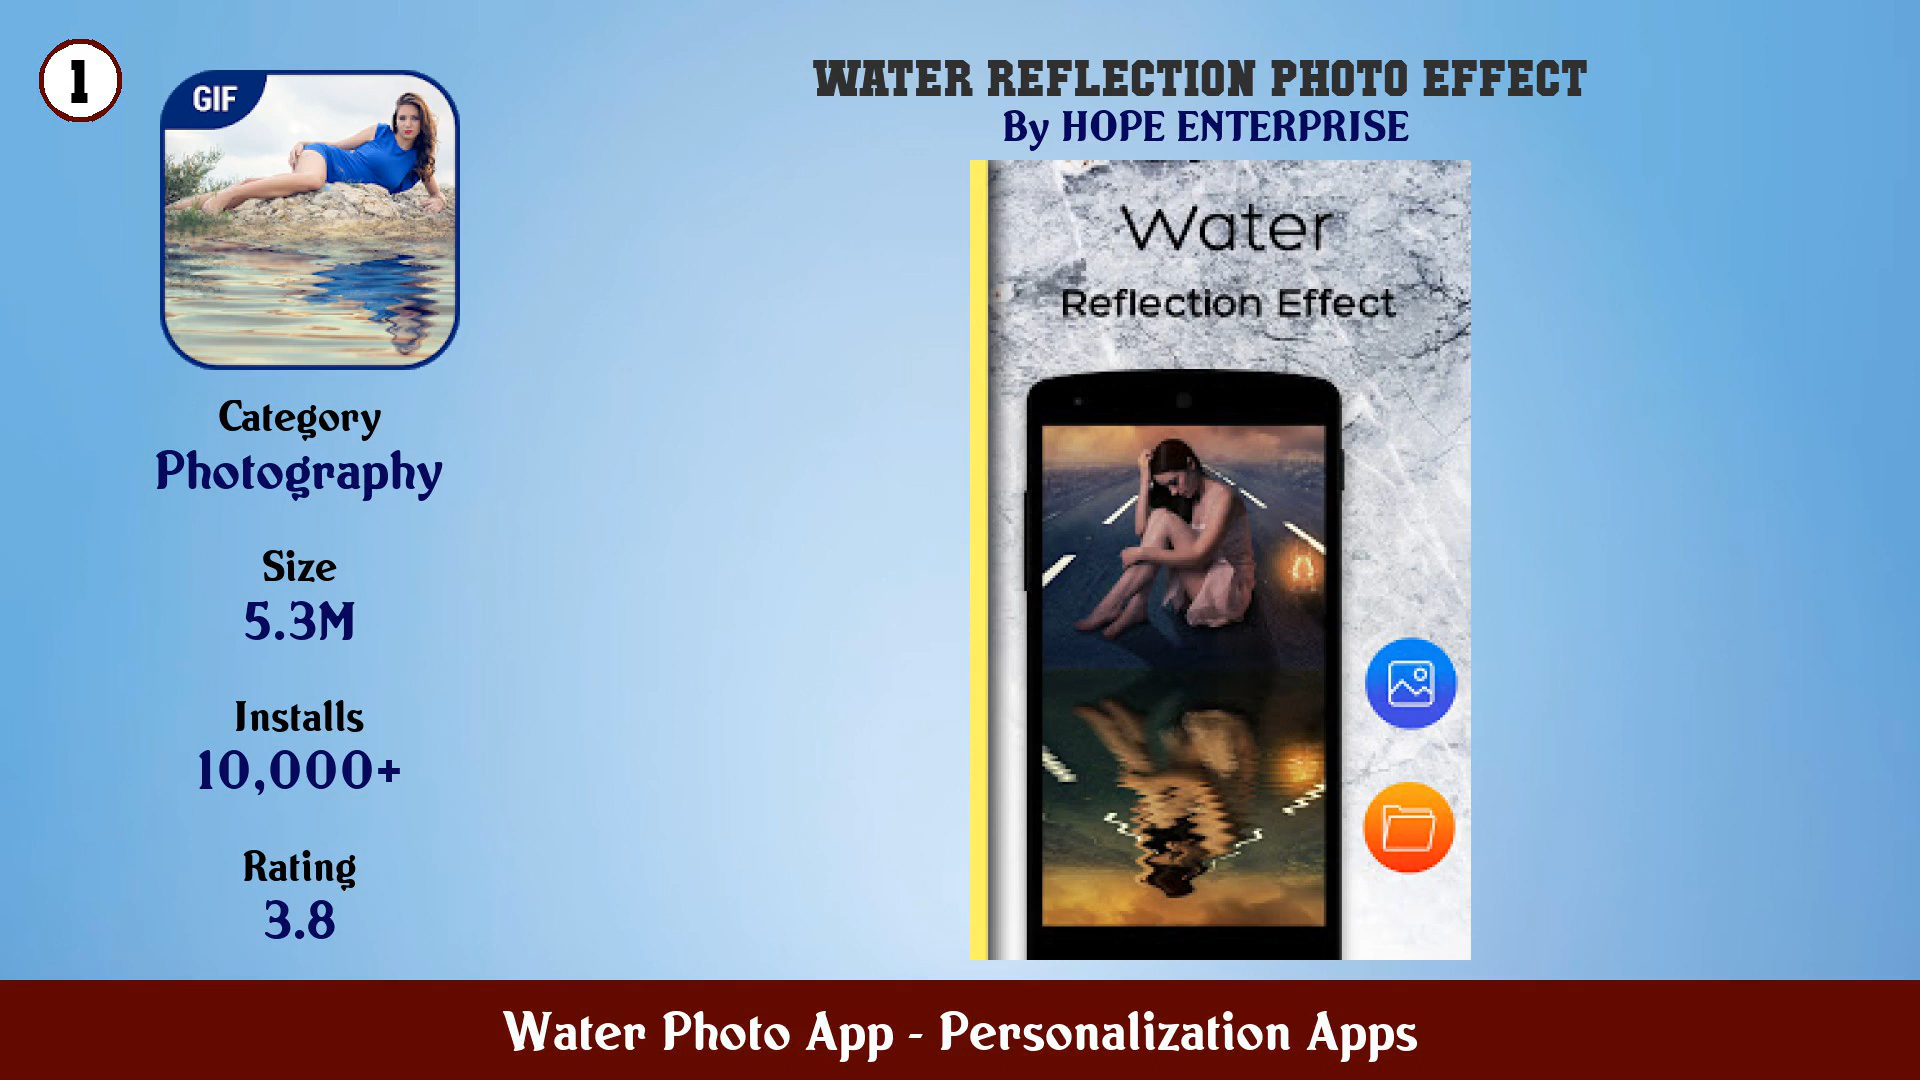 1
GIF
WATER REFLECTION PHOTO EFFECT
By HOPE ENTERPRISE
Water
Reflection Effect
Category
Photography
Size
5.3M
Installs
10,000+
Rating
3.8
Water Photo App - Personalization Apps